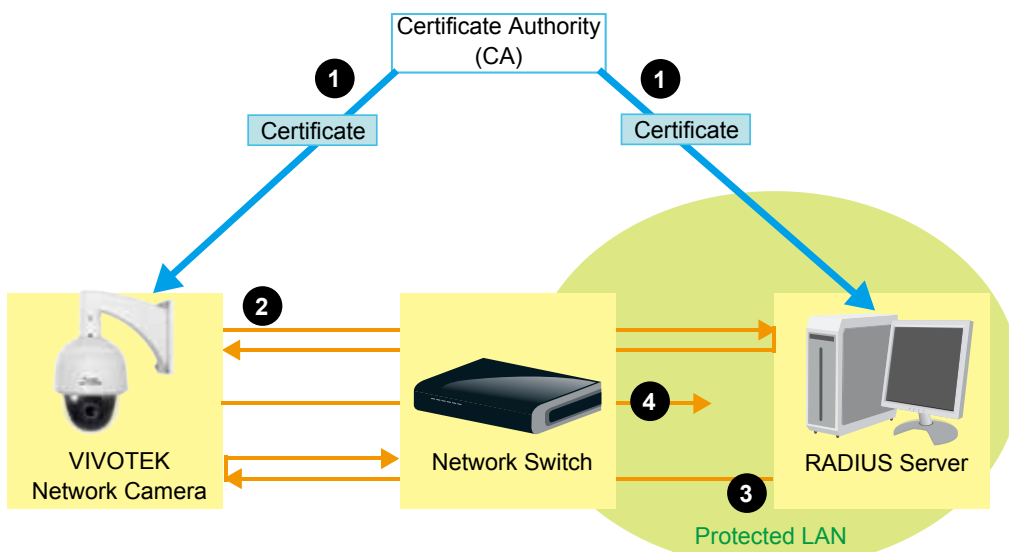 Certificate Authority
(CA)
1
1
Certificate
Certificate
2
4
VIVOTEK
Network Camera
Network Switch
RADIUS Server
3
Protected LAN